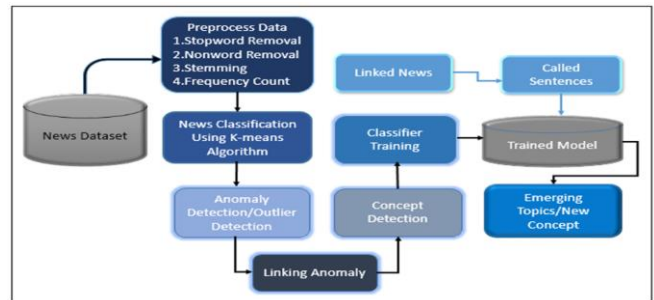 Preprocess Data
1.Stopword Removal
2.Nonword Removal
3.Stemming
4.Frequency Count
Linked News
Called
Sentences
News Dataset
News Classification
Using K-means
Algorithm
Classifier
Training
Trained Model
Anomaly
Detection/Outlier
Detection
Concept
Detection
Emerging
Topics/New
Concept
Linking Anomaly